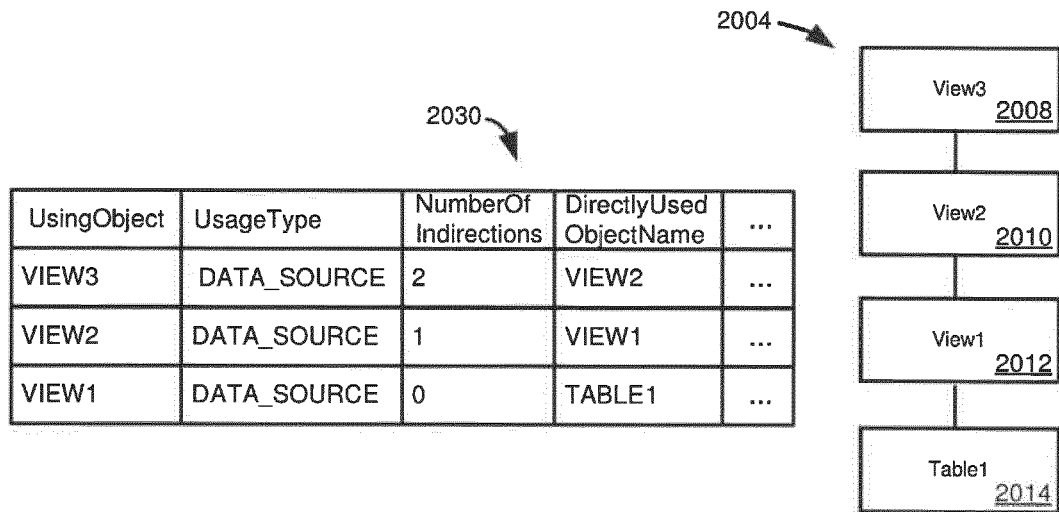 2004
View3
2008
2030
View2
2010
UsingObject UsageType NumberOf Indirections DirectlyUsed ObjectName ...
VIEW3 DATA_SOURCE 2 VIEW2 ...
VIEW2 DATA_SOURCE 1 VIEW1 ...
VIEW1 DATA_SOURCE 0 TABLE1 ...
View1
2012
Table1
2014